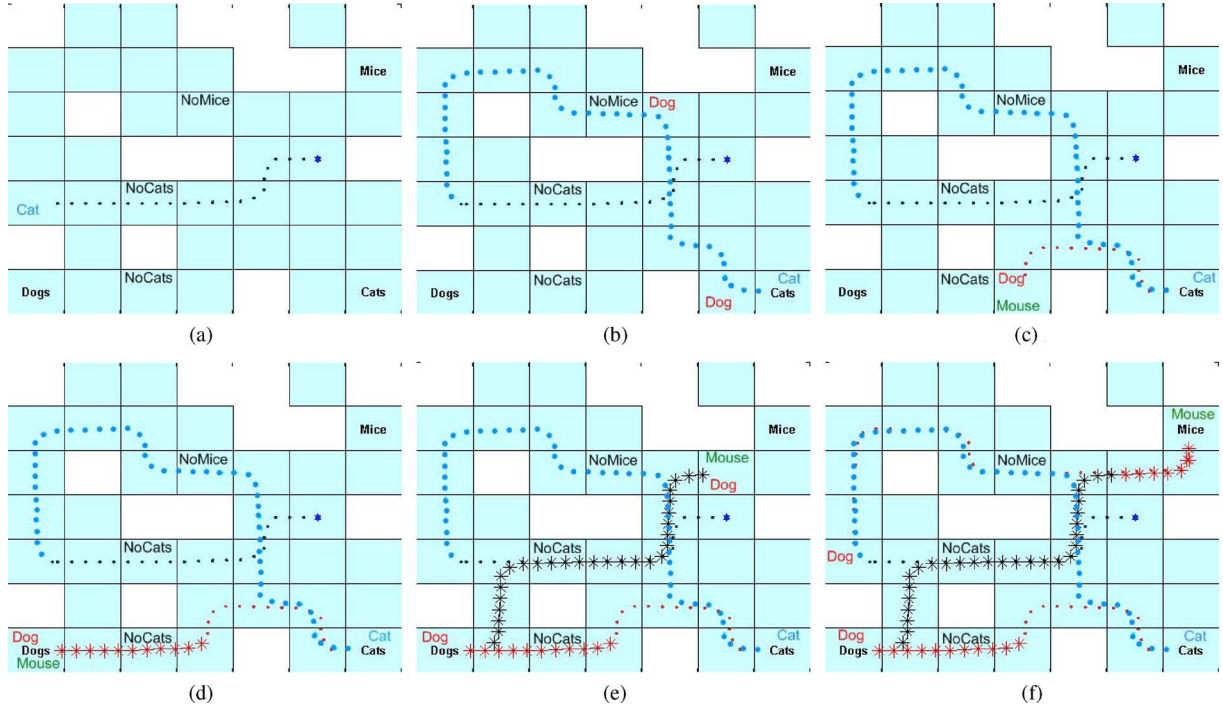 Mice
NoMice
NoCats
Cat
Dogs
NoCats
Cats
(a)
Mice
NoMice
Dog
NoCats
NoCats
Cat
Dogs
Dog
Cats
(b)
Mice
NoMice
NoCats
NoCats
Dog
Cat
Dogs
Mouse
Cats
(c)
Mice
NoMice
NoCats
Dog
NoCats
Cat
Dogs
Mouse
Cats
(d)
Mice
NoMice
Mouse
Dog
NoCats
Dog
NoCats
Cat
Dogs
Cats
(e)
Mouse
Mice
NoMice
NoCats
Dog
Dog
NoCats
Cat
Dogs
Cats
(f)